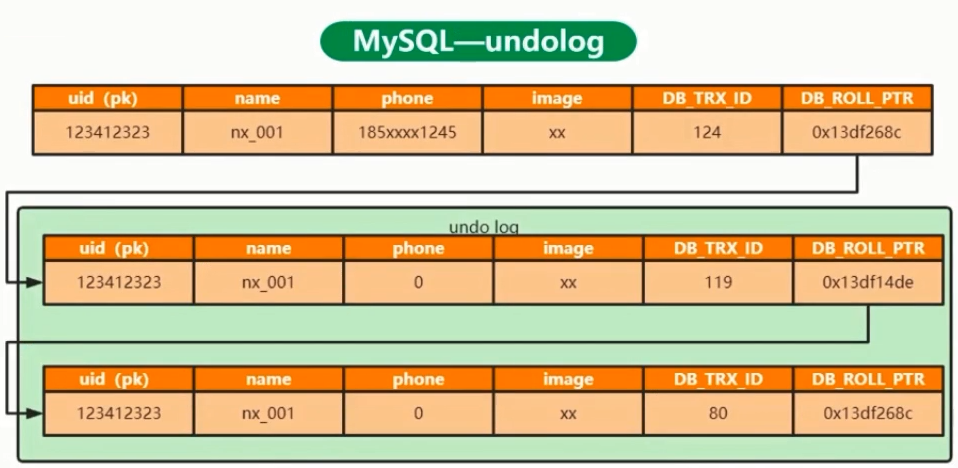 MySQL—undolog
uid (pk) name phone image DB_TRX_ID DB_ROLL_PTR
123412323 nx_001 185xxxx1245 xx 124 0x13df268c
undo log
uid (pk) name phone image DB_TRX_ID DB_ROLL_PTR
123412323 nx_001 0 xx 119 0x13df14de
uid (pk) name phone image DB_TRX_ID DB_ROLL_PTR
123412323 nx_001 0 xx 80 0x13df268c